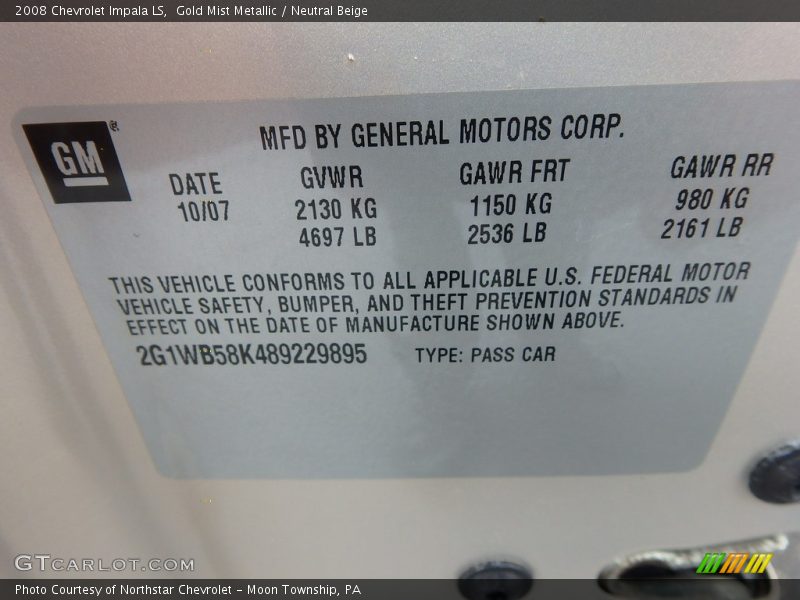 2008 Chevrolet Impala LS,  Gold Mist Metallic / Neutral Beige
GM®
MFD BY GENERAL MOTORS CORP.
DATE GVWR GAWR FRT GAWR RR
10/07 2130 KG 1150 KG 980 KG
4697 LB 2536 LB 2161 LB
THIS VEHICLE CONFORMS TO ALL APPLICABLE U.S. FEDERAL MOTOR
VEHICLE SAFETY, BUMPER, AND THEFT PREVENTION STANDARDS IN
EFFECT ON THE DATE OF MANUFACTURE SHOWN ABOVE.
2G1WB58K489229895 TYPE: PASS CAR
GTCARLOT.COM
Photo Courtesy of Northstar Chevrolet - Moon Township, PA